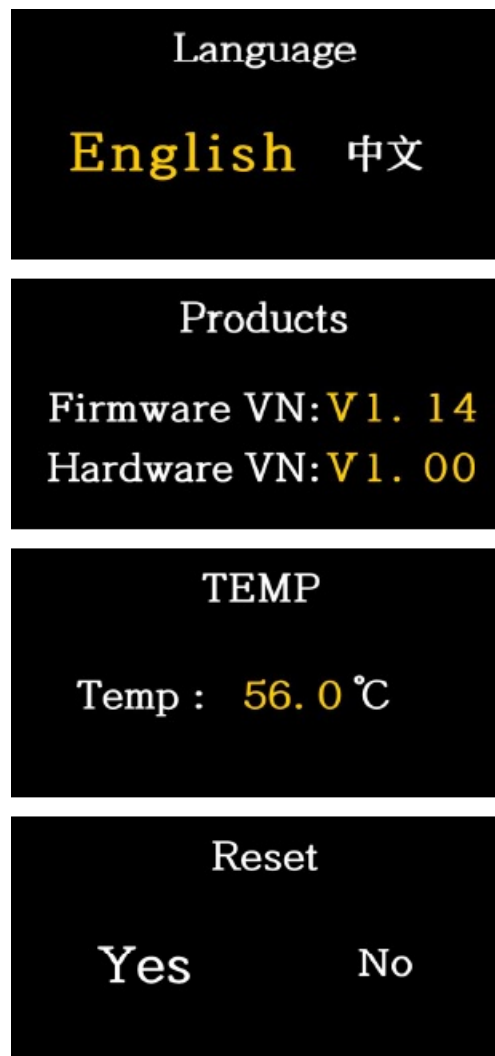 Language
English 中文
Products
Firmware VN:V1. 14
Hardware VN:V1. 00
TEMP
Temp : 56. 0 ℃
Reset
Yes No